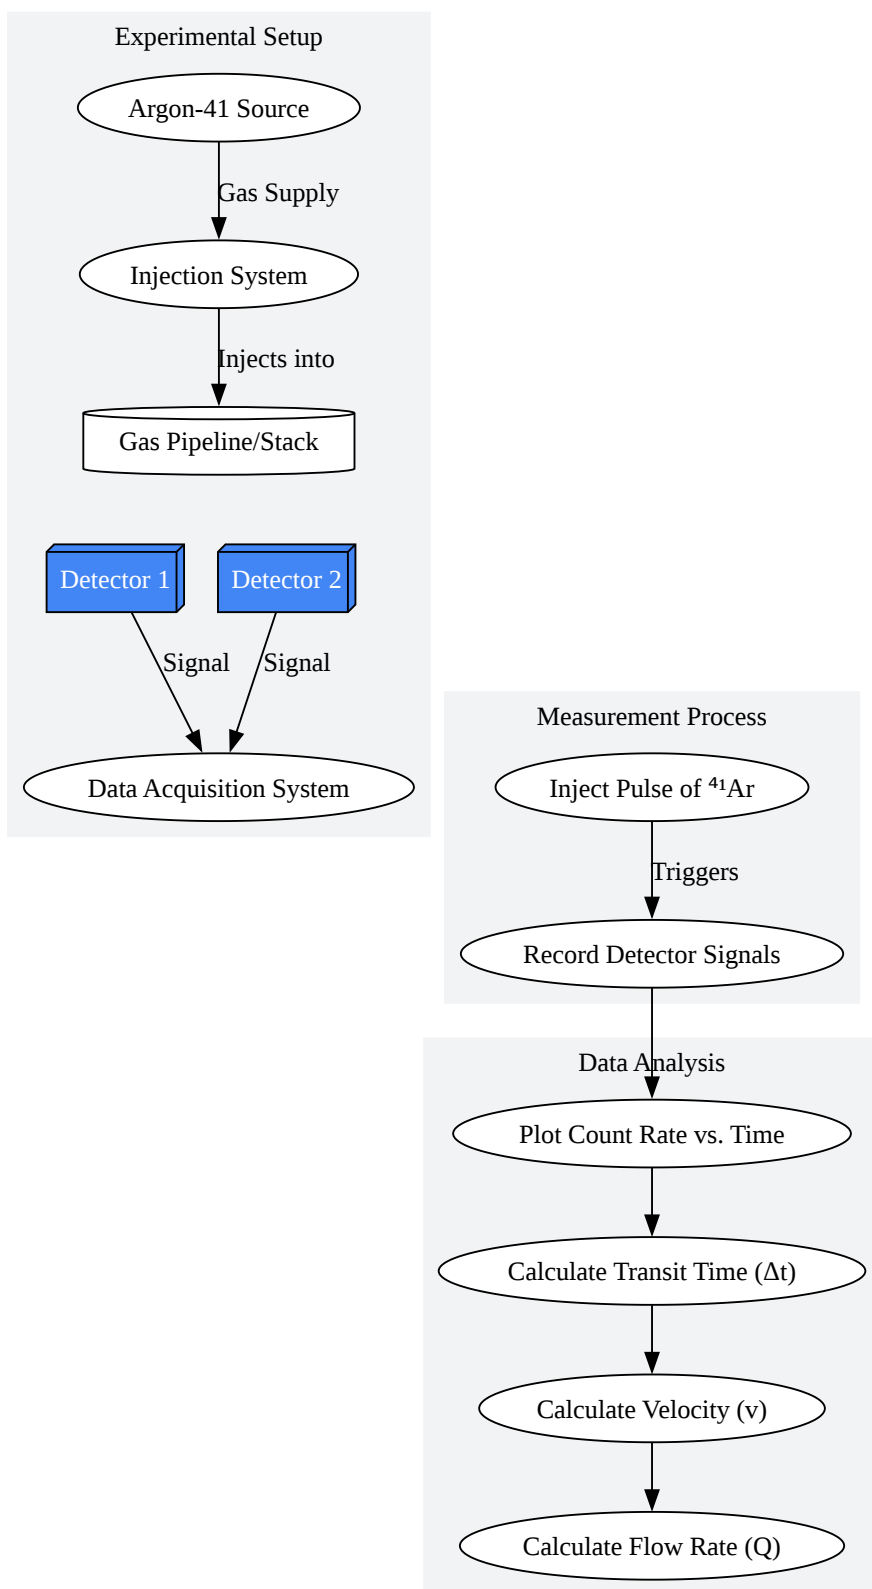 Experimental Setup
Argon-41 Source
Gas Supply
Injection System
Injects into
Gas Pipeline/Stack
Detector 1
Detector 2
Signal
Signal
Data Acquisition System
Measurement Process
Inject Pulse of ⁴¹Ar
Triggers
Record Detector Signals
Data Analysis
Plot Count Rate vs. Time
Calculate Transit Time (Δt)
Calculate Velocity (v)
Calculate Flow Rate (Q)